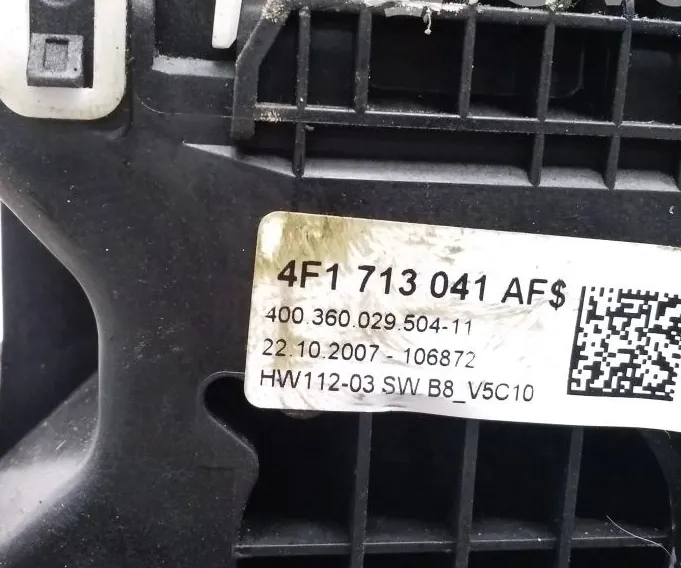 4F1 713 041 AF$
400.360.029.504-11
22.10.2007 - 106872
HW112-03 SW B8_V5C10